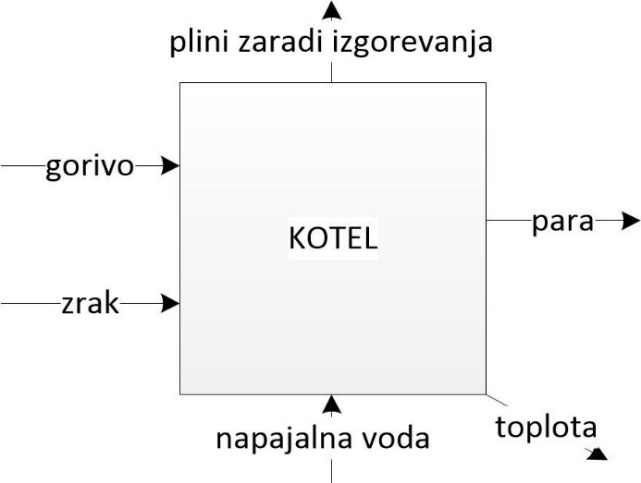 plini zaradi izgorevanja
gorivo
KOTEL
para
zrak
napajalna voda
toplota